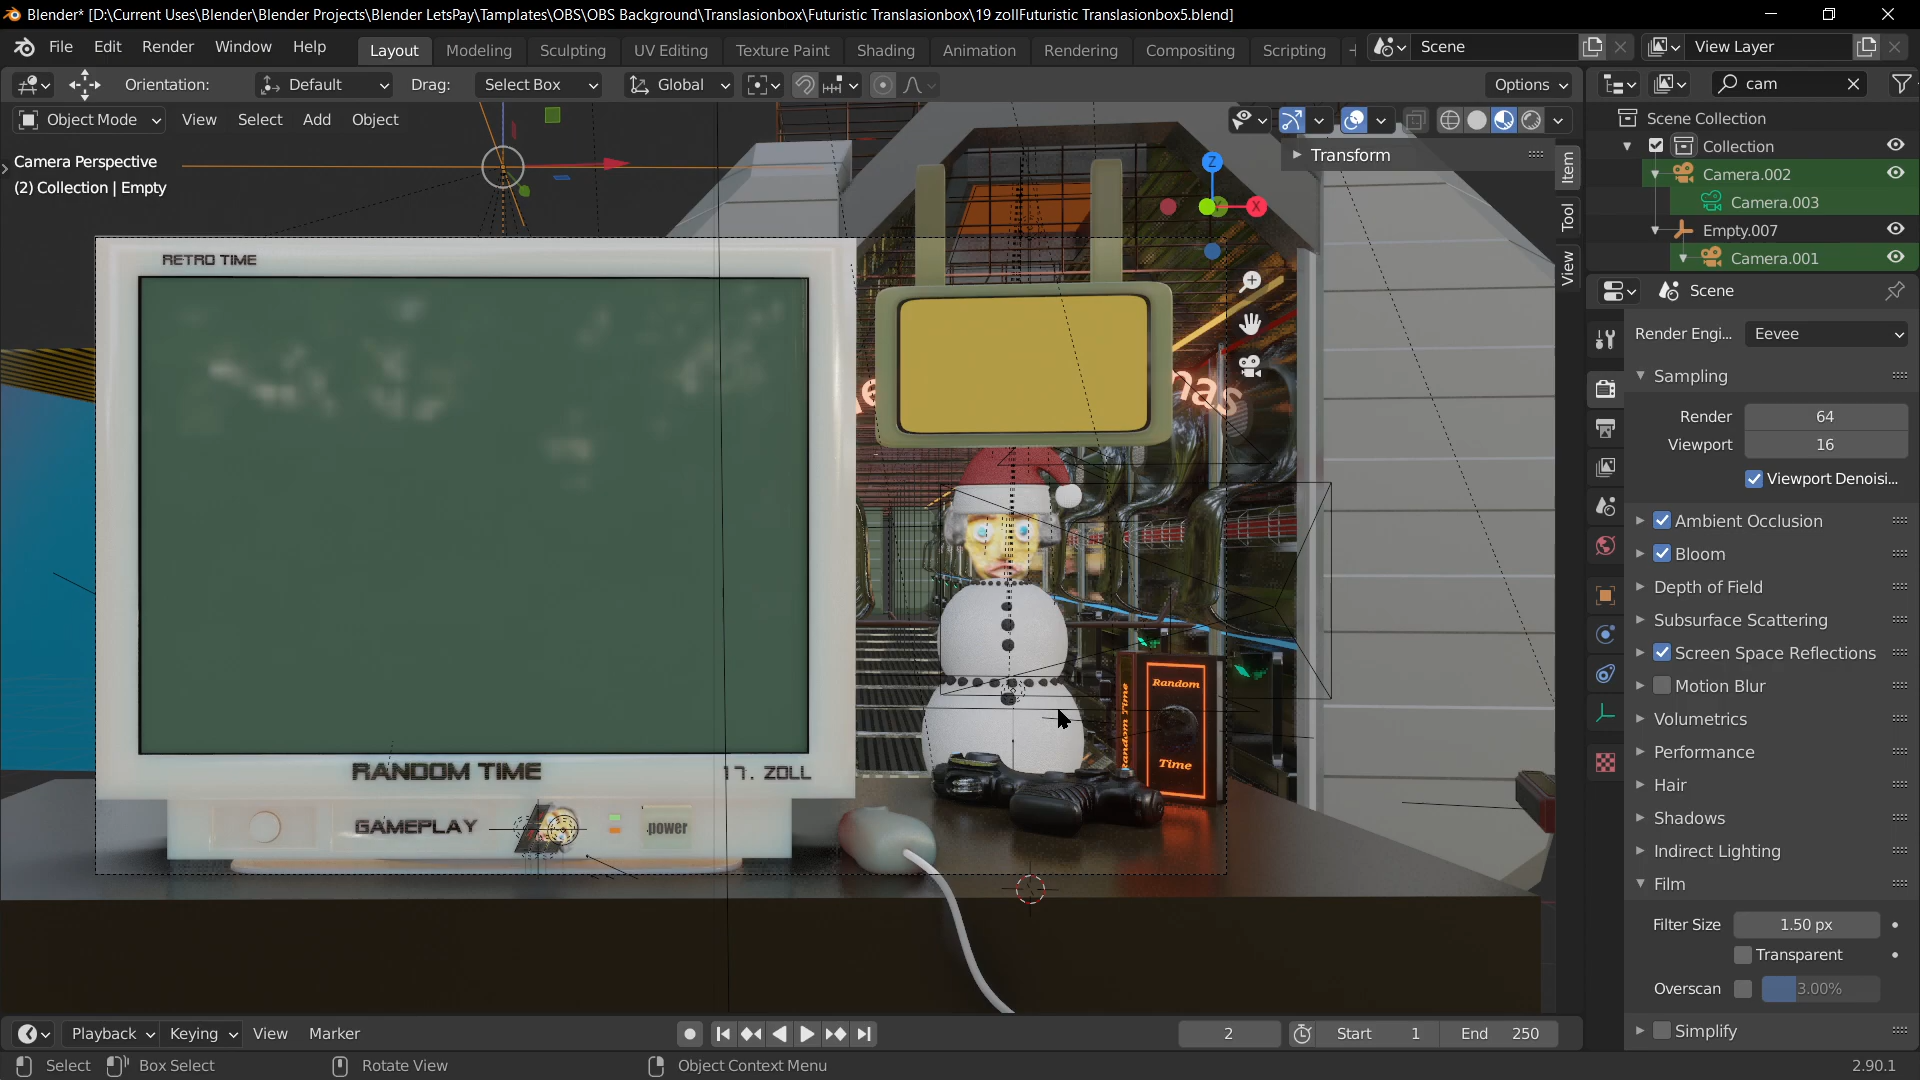 Blender* [D:\Current Uses\Blender\Blender Projects\Blender LetsPay\Tamplates\OBS\OBS Background\Translasionbox\Futuristic Translasionbox\19 zollFuturistic Translasionbox5.blend]
File Edit Render Window Help Layout Modeling Sculpting UV Editing Texture Paint Shading Animation Rendering Compositing Scripting Scene View Layer
Orientation: Default Drag: Select Box Global Options cam
Object Mode View Select Add Object
Camera Perspective
(2) Collection | Empty
Transform
Item
Tool
View
Scene Collection
Collection
Camera.002
Camera.003
Empty.007
Camera.001
Scene
Render Engi... Eevee
Sampling
Render 64
Viewport 16
Viewport Denoisi...
Ambient Occlusion
Bloom
Depth of Field
Subsurface Scattering
Screen Space Reflections
Motion Blur
Volumetrics
Performance
Hair
Shadows
Indirect Lighting
Film
Filter Size 1.50 px
Transparent
Overscan 3.00%
Simplify
Z
X
RETRO TIME
mas
RANDOM TIME
17. ZOLL
GAMEPLAY
power
Random Time
Random
Time
Playback Keying View Marker 2 Start 1 End 250
Select Box Select Rotate View Object Context Menu 2.90.1